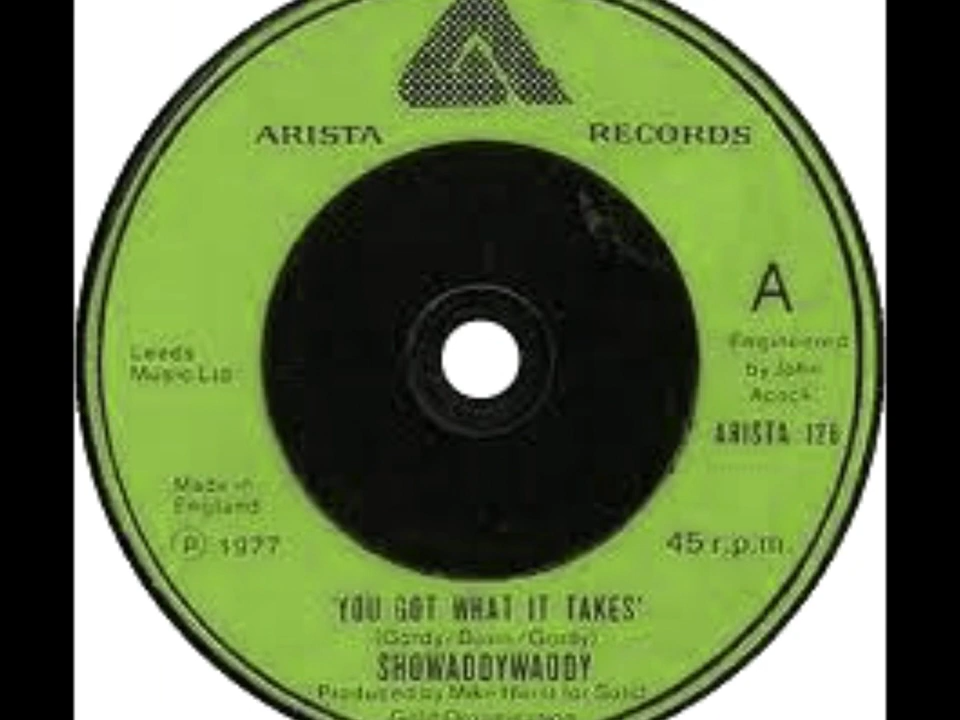 ARISTA RECORDS
A
Engineered
by John
Acock
Leeds
Music Ltd
ARISTA 126
Made in
England
Ⓟ 1977
45 r.p.m.
'YOU GOT WHAT IT TAKES'
(Gordy/ /Gordy)
SHOWADDYWADDY
Produced by Mike Hurst for Solid
Gold